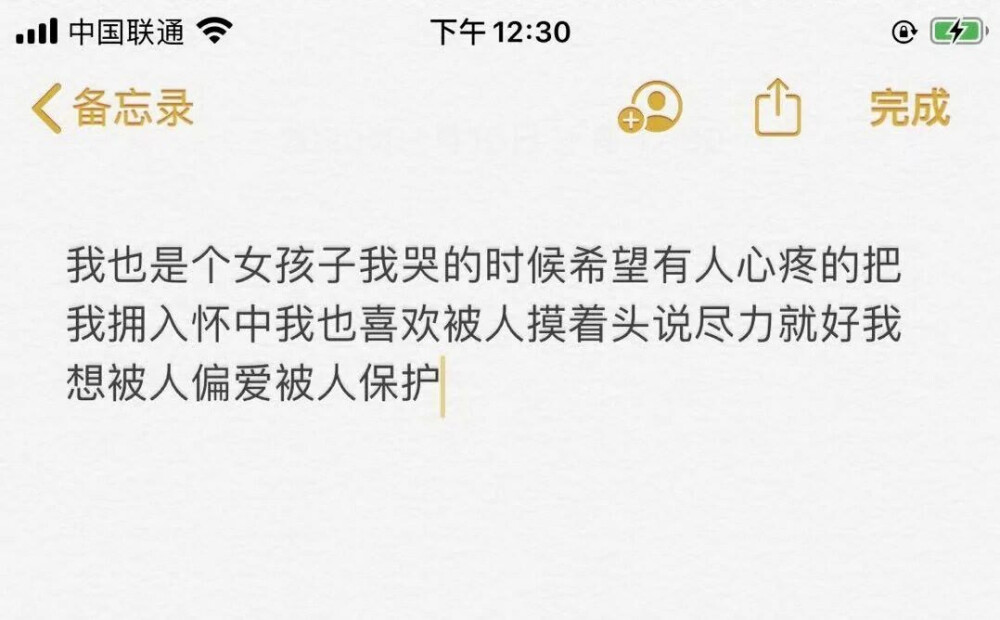 中国联通 下午12:30
备忘录 完成
我也是个女孩子我哭的时候希望有人心疼的把
我拥入怀中我也喜欢被人摸着头说尽力就好我
想被人偏爱被人保护